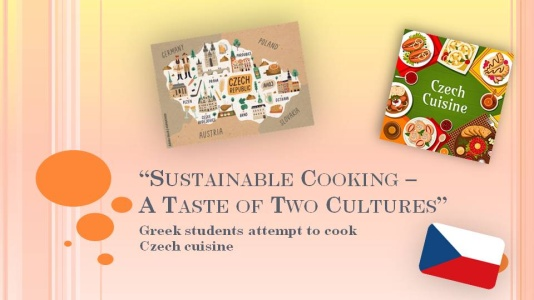 GERMANY
POLAND
CZECH
REPUBLIC
AUSTRIA
SLOVAKIA
Czech
Cuisine
“SUSTAINABLE COOKING –
A TASTE OF TWO CULTURES”
Greek students attempt to cook
Czech cuisine